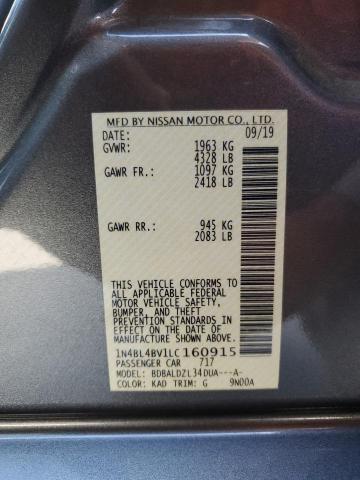 MFD BY NISSAN MOTOR CO., LTD.
DATE: 09/19
GVWR: 1963 KG
4328 LB
GAWR FR.: 1097 KG
2418 LB
GAWR RR.: 945 KG
2083 LB
THIS VEHICLE CONFORMS TO
ALL APPLICABLE FEDERAL
MOTOR VEHICLE SAFETY,
BUMPER, AND THEFT
PREVENTION STANDARDS IN
EFFECT ON THE DATE OF
MANUFACTURE SHOWN ABOVE.
1N4BL4BV1LC160915
PASSENGER CAR 717
MODEL: BDBALDZL34DUA---A-
COLOR: KAD TRIM: G 9N00A